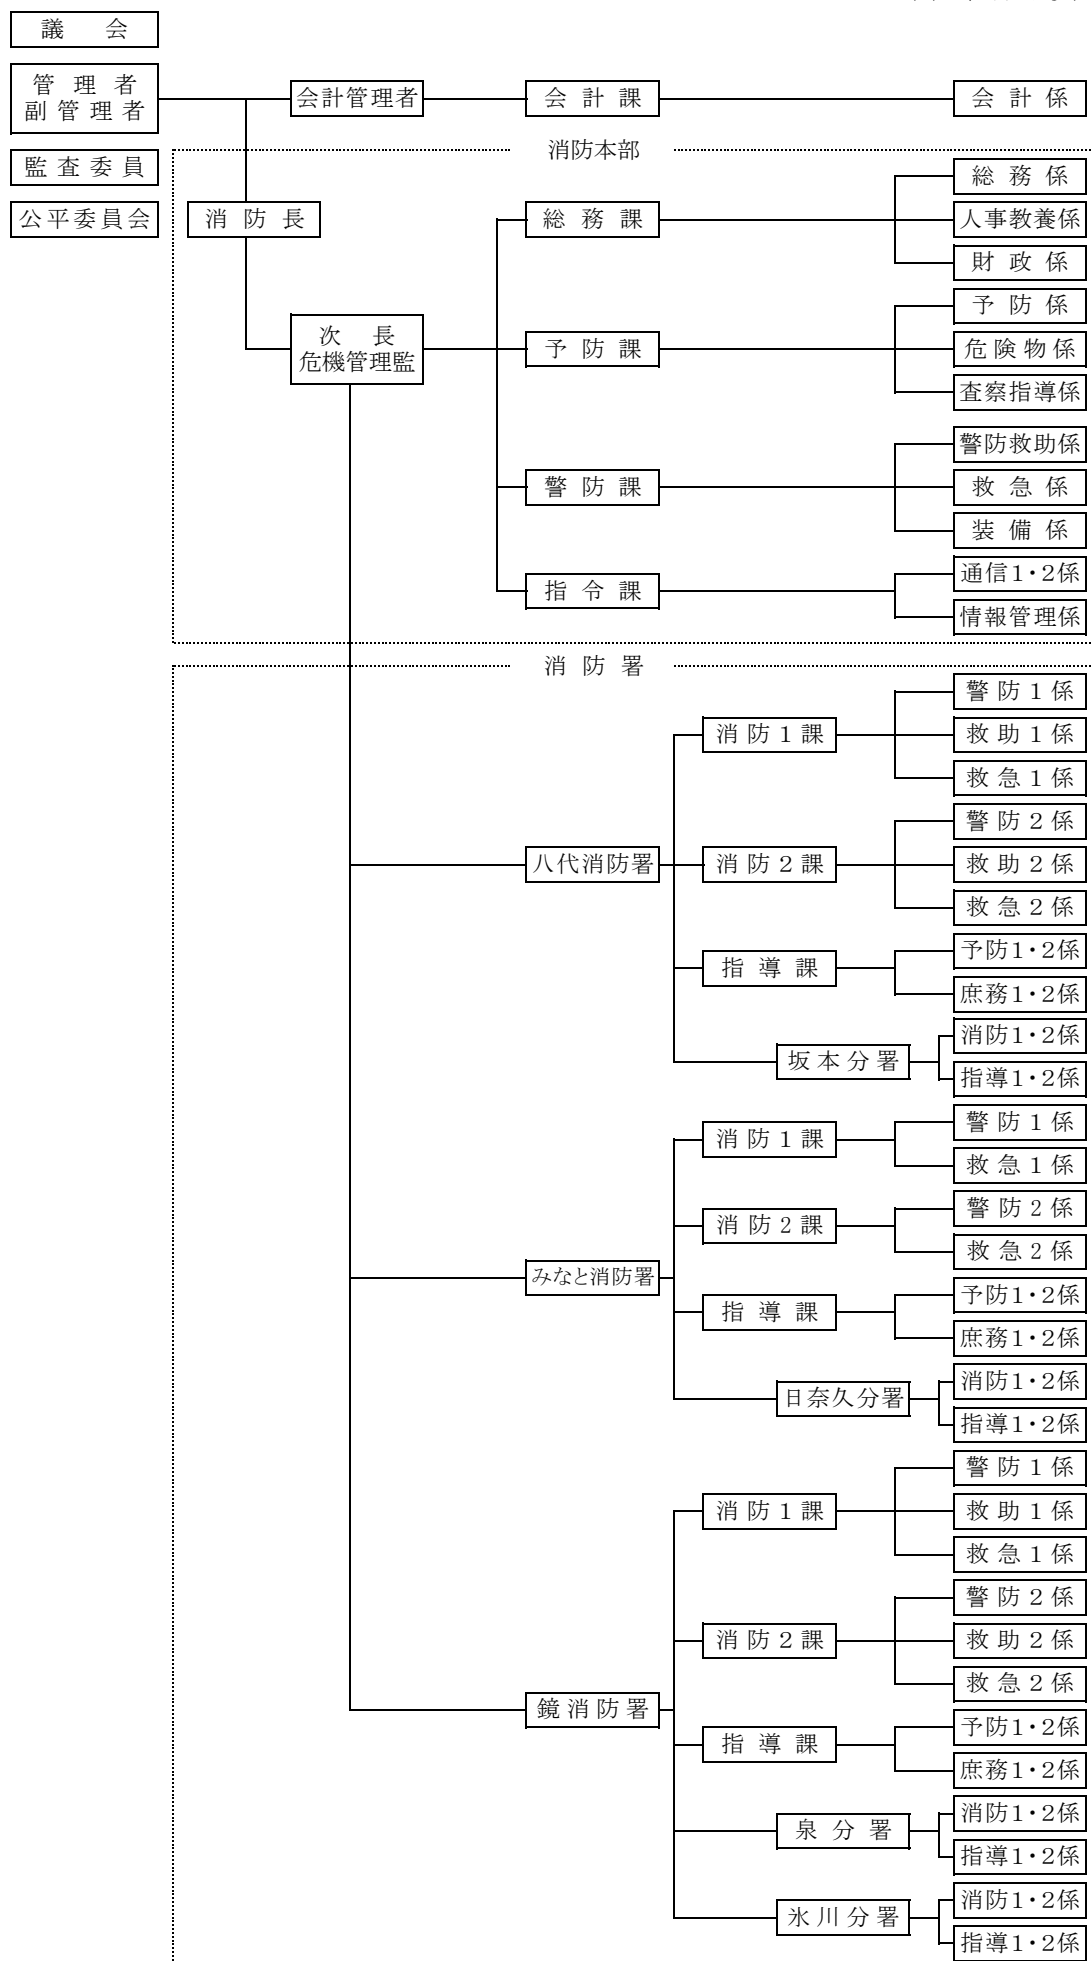 議会
管理者
副管理者
会計管理者
会計課
会計係
監査委員
公平委員会
消防本部
消防長
次長
危機管理監
総務課
総務係
人事教養係
財政係
予防課
予防係
危険物係
査察指導係
警防課
警防救助係
救急係
装備係
指令課
通信1・2係
情報管理係
消防署
八代消防署
消防1課
警防1係
救助1係
救急1係
消防2課
警防2係
救助2係
救急2係
指導課
予防1・2係
庶務1・2係
坂本分署
消防1・2係
指導1・2係
みなと消防署
消防1課
警防1係
救急1係
消防2課
警防2係
救急2係
指導課
予防1・2係
庶務1・2係
日奈久分署
消防1・2係
指導1・2係
鏡消防署
消防1課
警防1係
救助1係
救急1係
消防2課
警防2係
救助2係
救急2係
指導課
予防1・2係
庶務1・2係
泉分署
消防1・2係
指導1・2係
氷川分署
消防1・2係
指導1・2係